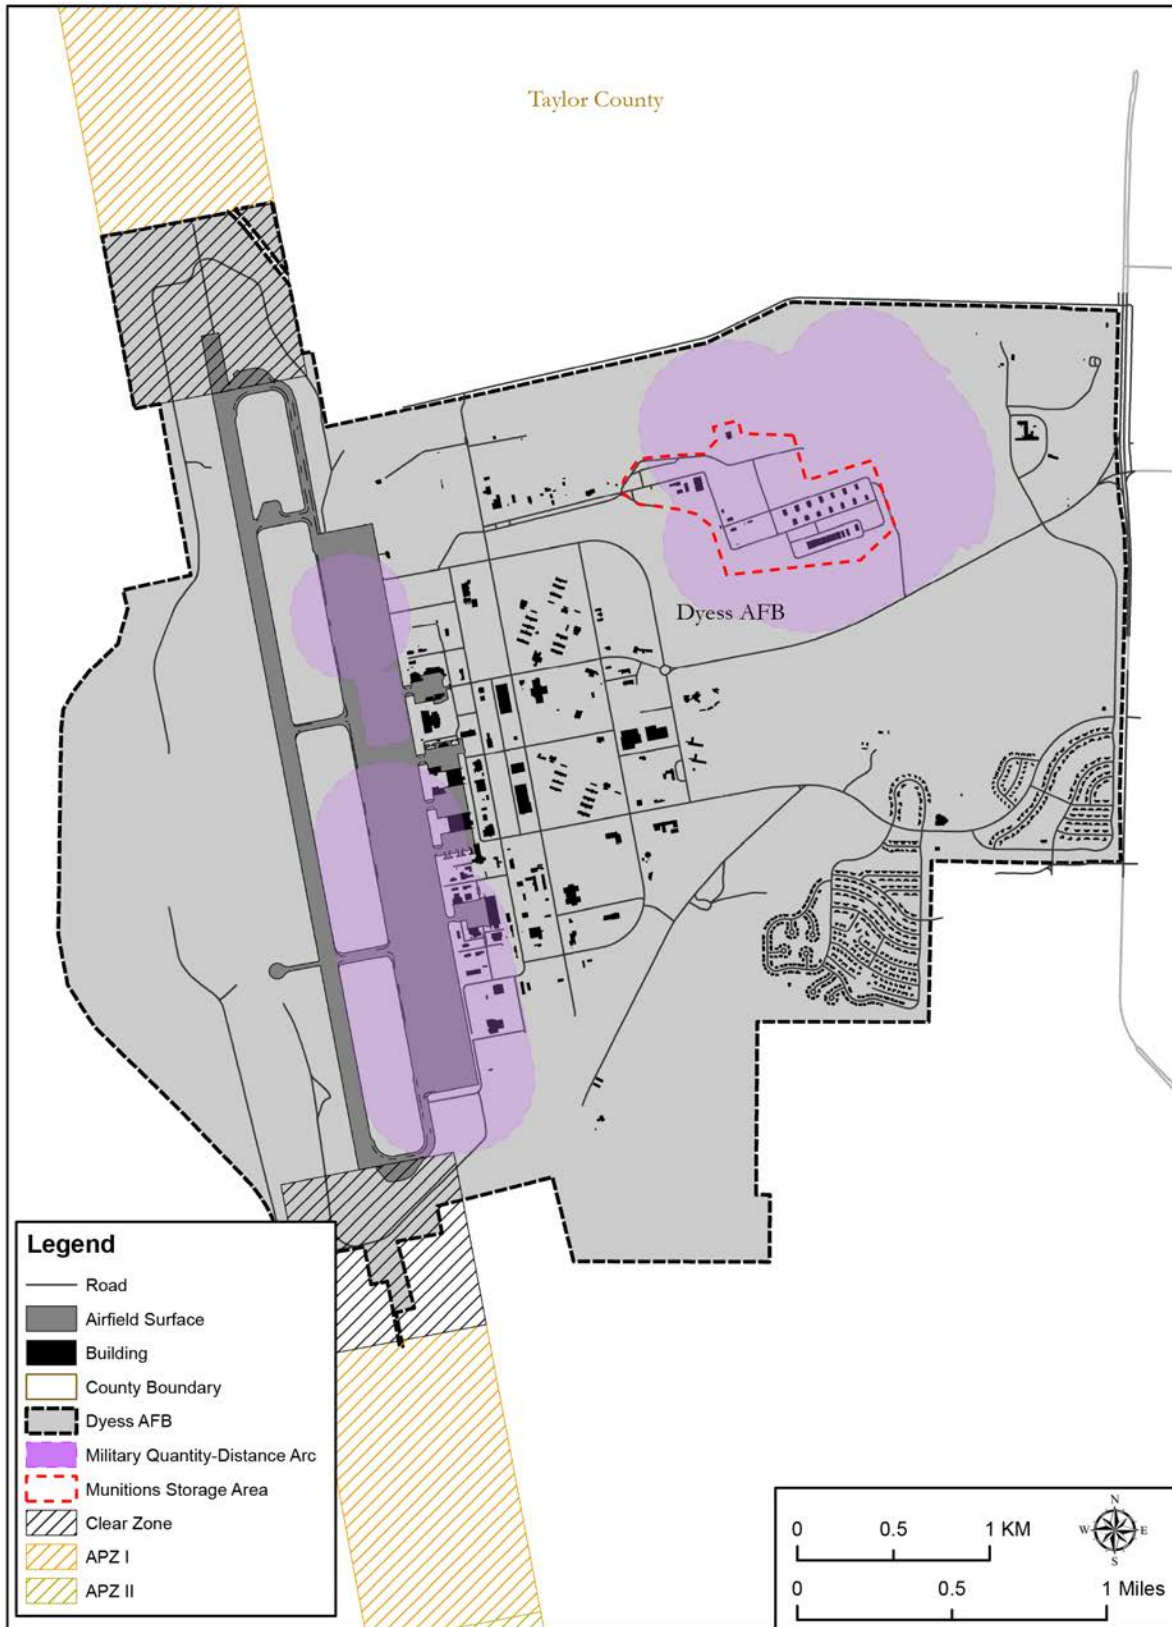 Taylor County
Dyess AFB
Legend
Road
Airfield Surface
Building
County Boundary
Dyess AFB
Military Quantity-Distance Arc
Munitions Storage Area
Clear Zone
APZ I
APZ II
N
W E
S
0 0.5 1 KM
0 0.5 1 Miles